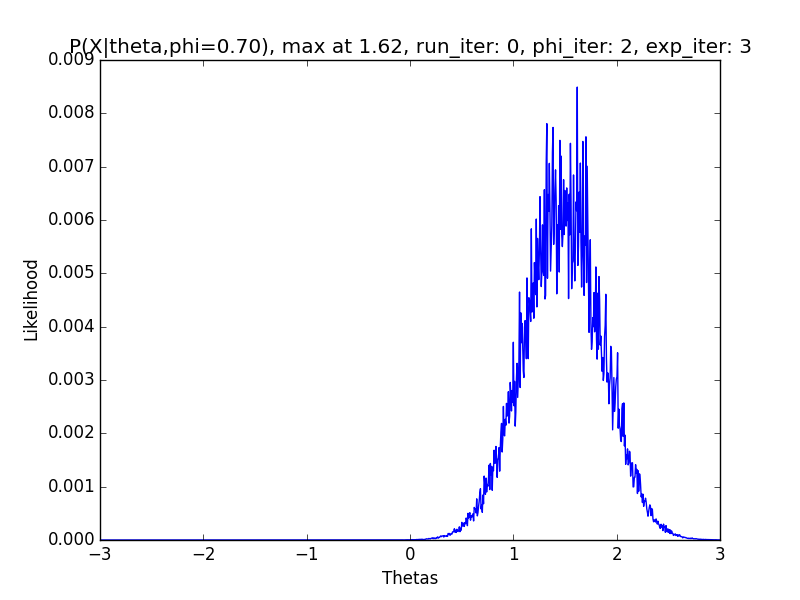 P(X|theta,phi=0.70), max at 1.62, run_iter: 0, phi_iter: 2, exp_iter: 3
0.009
0.008
0.007
0.006
0.005
0.004
0.003
0.002
0.001
0.000
Likelihood
−3 −2 −1 0 1 2 3
Thetas